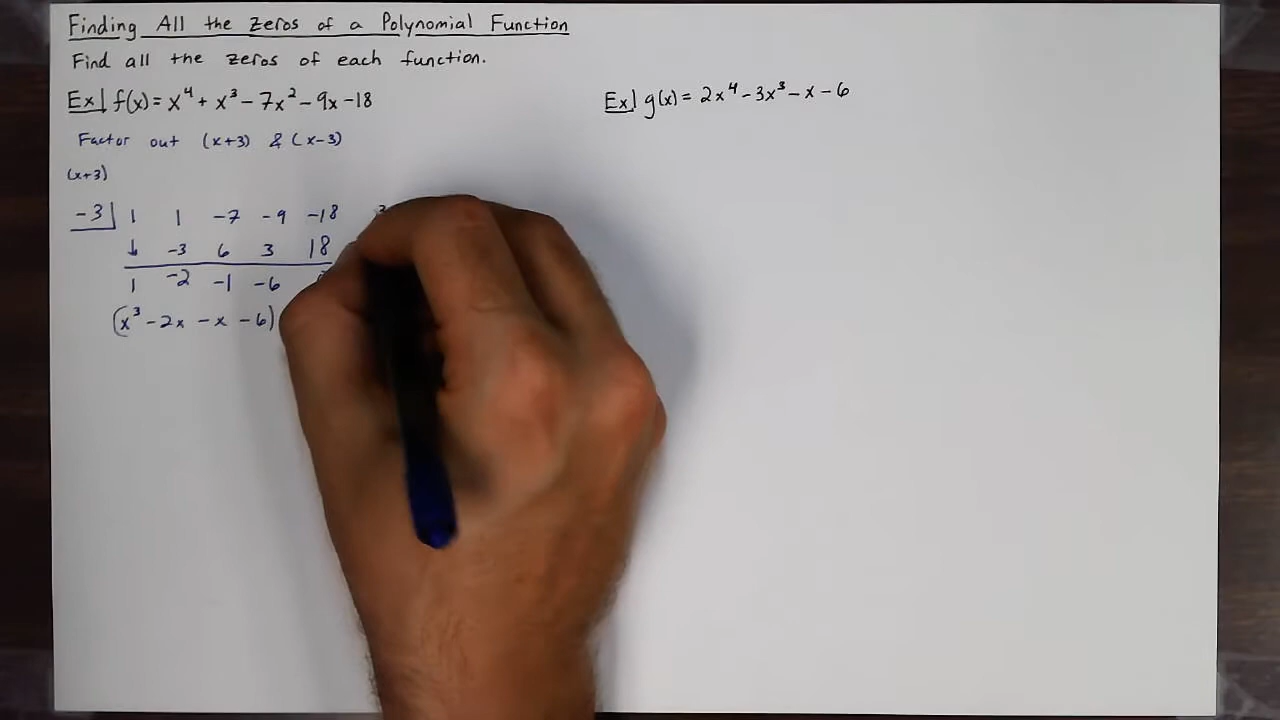 Finding All the Zeros of a Polynomial Function
Find all the zeros of each function.
Ex] f(x) = x⁴ + x³ - 7x² - 9x - 18
Factor out (x+3) & (x-3)
(x+3)
-3 | 1 1 -7 -9 -18
↓ -3 6 3 18
1 -2 -1 -6
(x³ - 2x - x - 6)
Ex] g(x) = 2x⁴ - 3x³ - x - 6